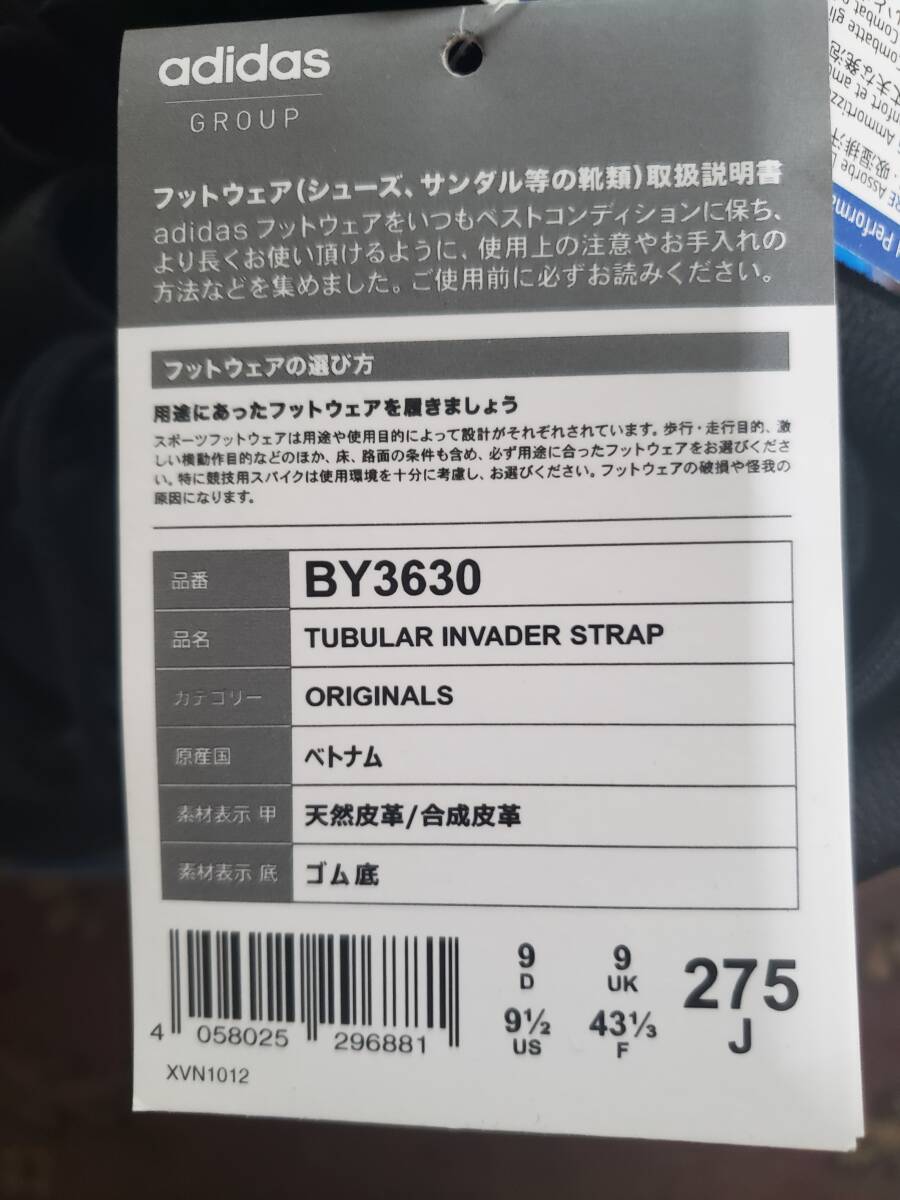 adidas
GROUP
フットウェア(シューズ、サンダル等の靴類)取扱説明書
adidas フットウェアをいつもベストコンディションに保ち、
より長くお使い頂けるように、使用上の注意やお手入れの
方法などを集めました。ご使用前に必ずお読みください。
フットウェアの選び方
用途にあったフットウェアを履きましょう
スポーツフットウェアは用途や使用目的によって設計がそれぞれされています。歩行・走行目的、激
しい横動作目的などのほか、床、路面の条件も含め、必ず用途に合ったフットウェアをお選びくださ
い。特に競技用スパイクは使用環境を十分に考慮し、お選びください。フットウェアの破損や怪我の
原因になります。
品番 BY3630
品名 TUBULAR INVADER STRAP
カテゴリー ORIGINALS
原産国 ベトナム
素材表示 甲 天然皮革/合成皮革
素材表示 底 ゴム底
9 D 9 UK 275 J
9½ US 43⅓ F
4 058025 296881
XVN1012